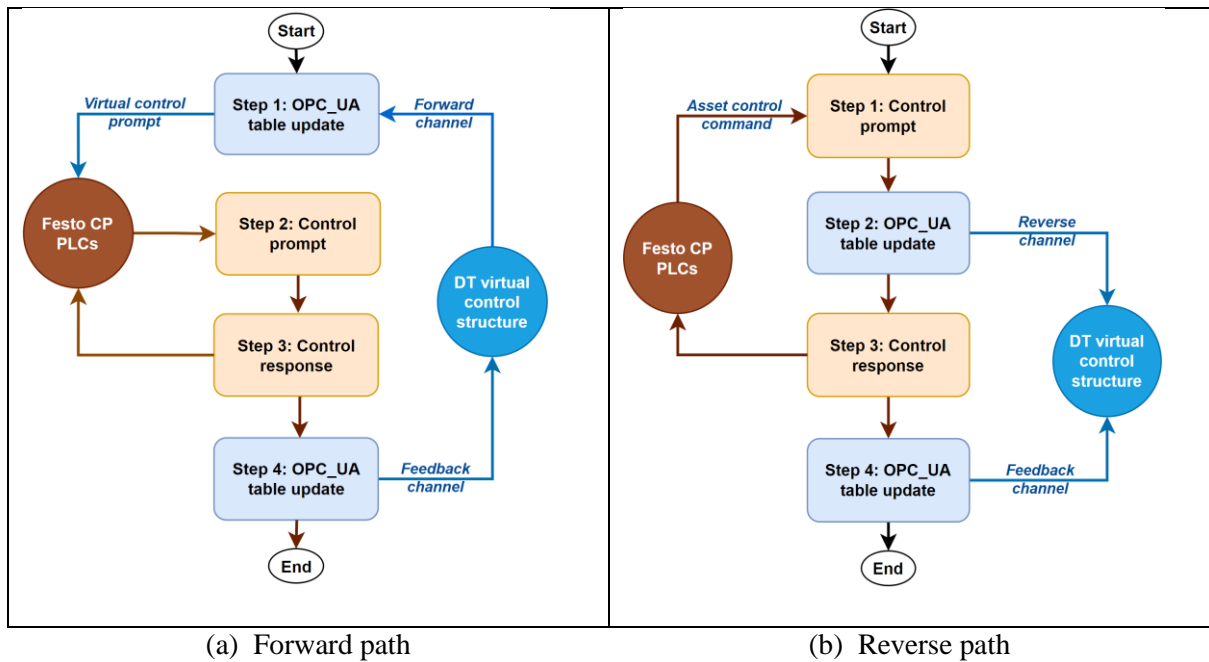 Start
Step 1: OPC_UA
table update
Virtual control
prompt
Forward
channel
Festo CP
PLCs
Step 2: Control
prompt
DT virtual
control
structure
Step 3: Control
response
Step 4: OPC_UA
table update
Feedback
channel
End
(a) Forward path
Start
Asset control
command
Step 1: Control
prompt
Festo CP
PLCs
Step 2: OPC_UA
table update
Reverse
channel
Step 3: Control
response
DT virtual
control
structure
Step 4: OPC_UA
table update
Feedback
channel
End
(b) Reverse path